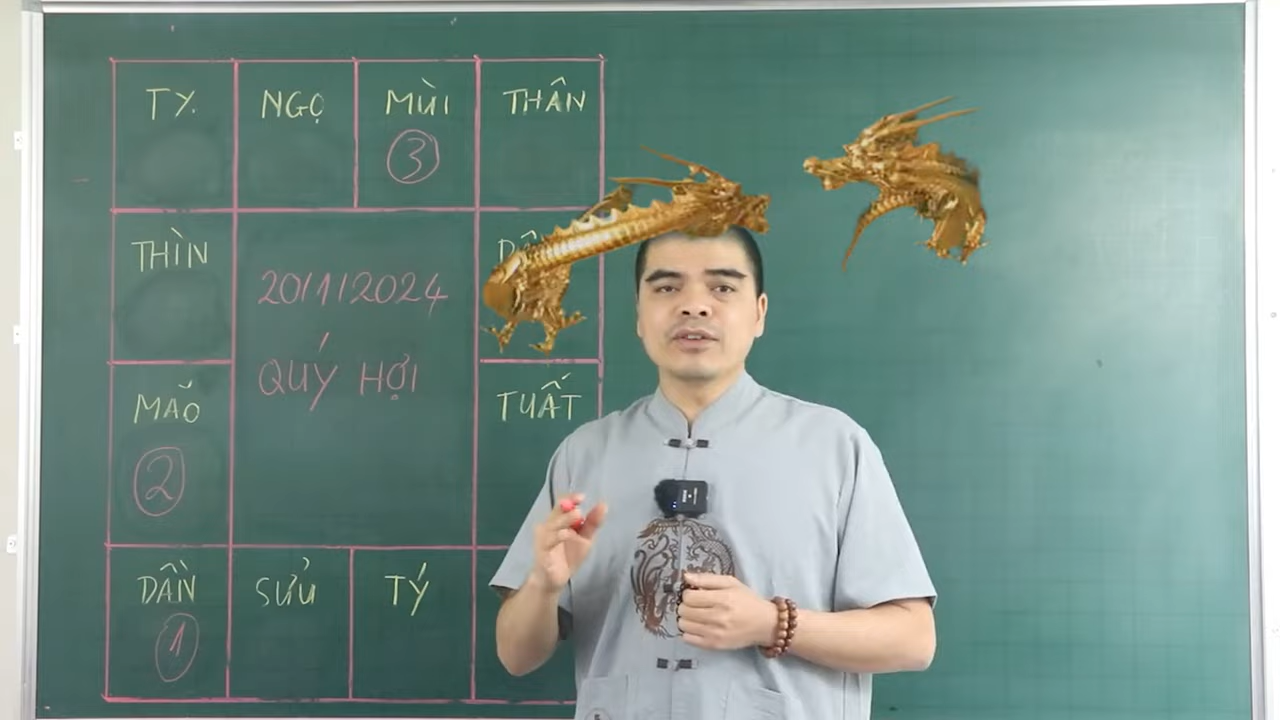 TỴ NGỌ MÙI THÂN
3
THÌN
20/1/2024
QUÝ HỢI
MÃO TUẤT
2
DẦN SỬU TÝ
1